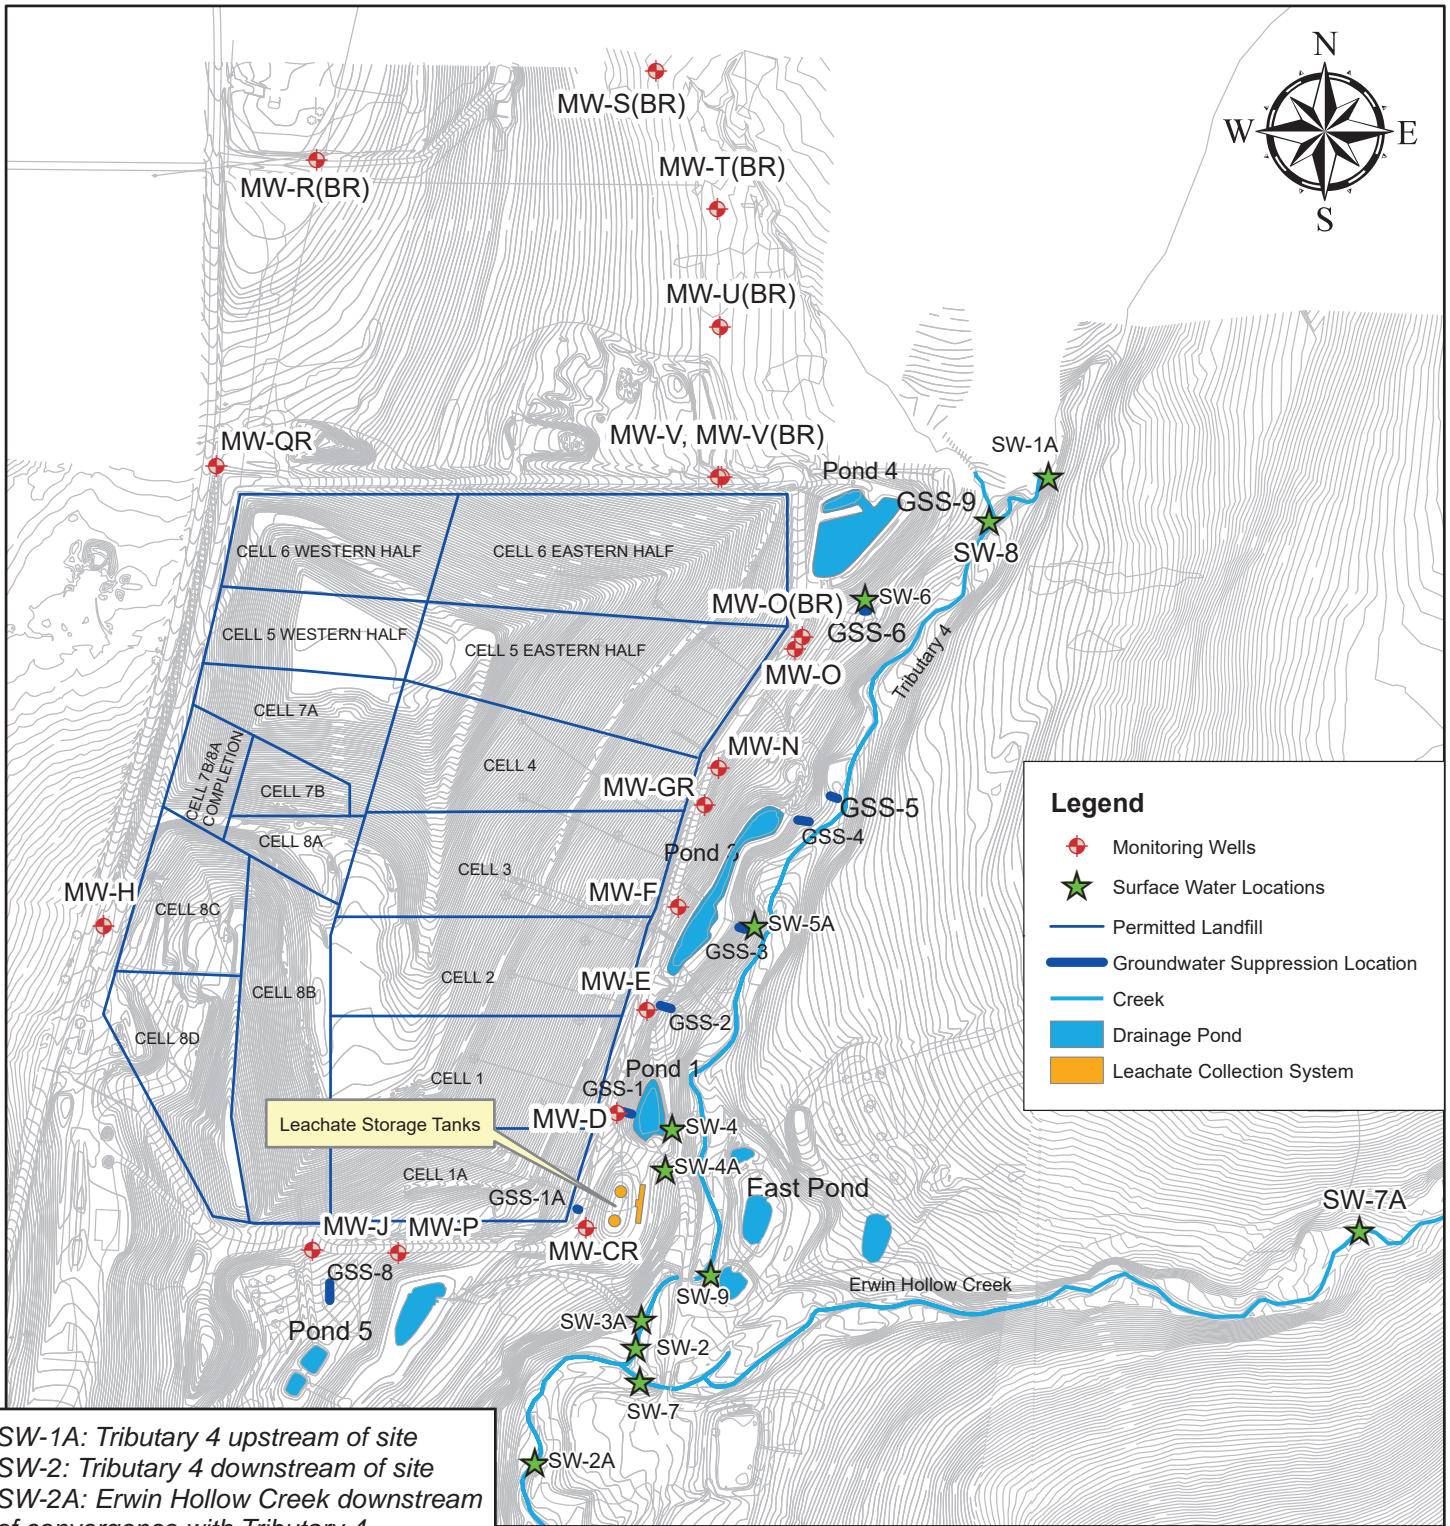 N
W
E
S
MW-S(BR)
MW-R(BR)
MW-T(BR)
MW-U(BR)
MW-QR
MW-V, MW-V(BR)
Pond 4
SW-1A
GSS-9
SW-8
CELL 6 WESTERN HALF
CELL 6 EASTERN HALF
SW-6
MW-O(BR)
GSS-6
CELL 5 WESTERN HALF
CELL 5 EASTERN HALF
MW-O
Tributary 4
CELL 7A
MW-N
CELL 7B/8A
COMPLETION
CELL 4
CELL 7B
MW-GR
GSS-5
GSS-4
CELL 8A
Pond 3
CELL 3
MW-H
MW-F
CELL 8C
SW-5A
GSS-3
CELL 2
MW-E
CELL 8B
GSS-2
CELL 8D
Pond 1
CELL 1
GSS-1
MW-D
Leachate Storage Tanks
SW-4
SW-4A
CELL 1A
GSS-1A
East Pond
SW-7A
MW-J
MW-P
MW-CR
GSS-8
Erwin Hollow Creek
SW-9
Pond 5
SW-3A
SW-2
SW-7
SW-2A
Legend
Monitoring Wells
Surface Water Locations
Permitted Landfill
Groundwater Suppression Location
Creek
Drainage Pond
Leachate Collection System
SW-1A: Tributary 4 upstream of site
SW-2: Tributary 4 downstream of site
SW-2A: Erwin Hollow Creek downstream
of convergence with Tributary 4